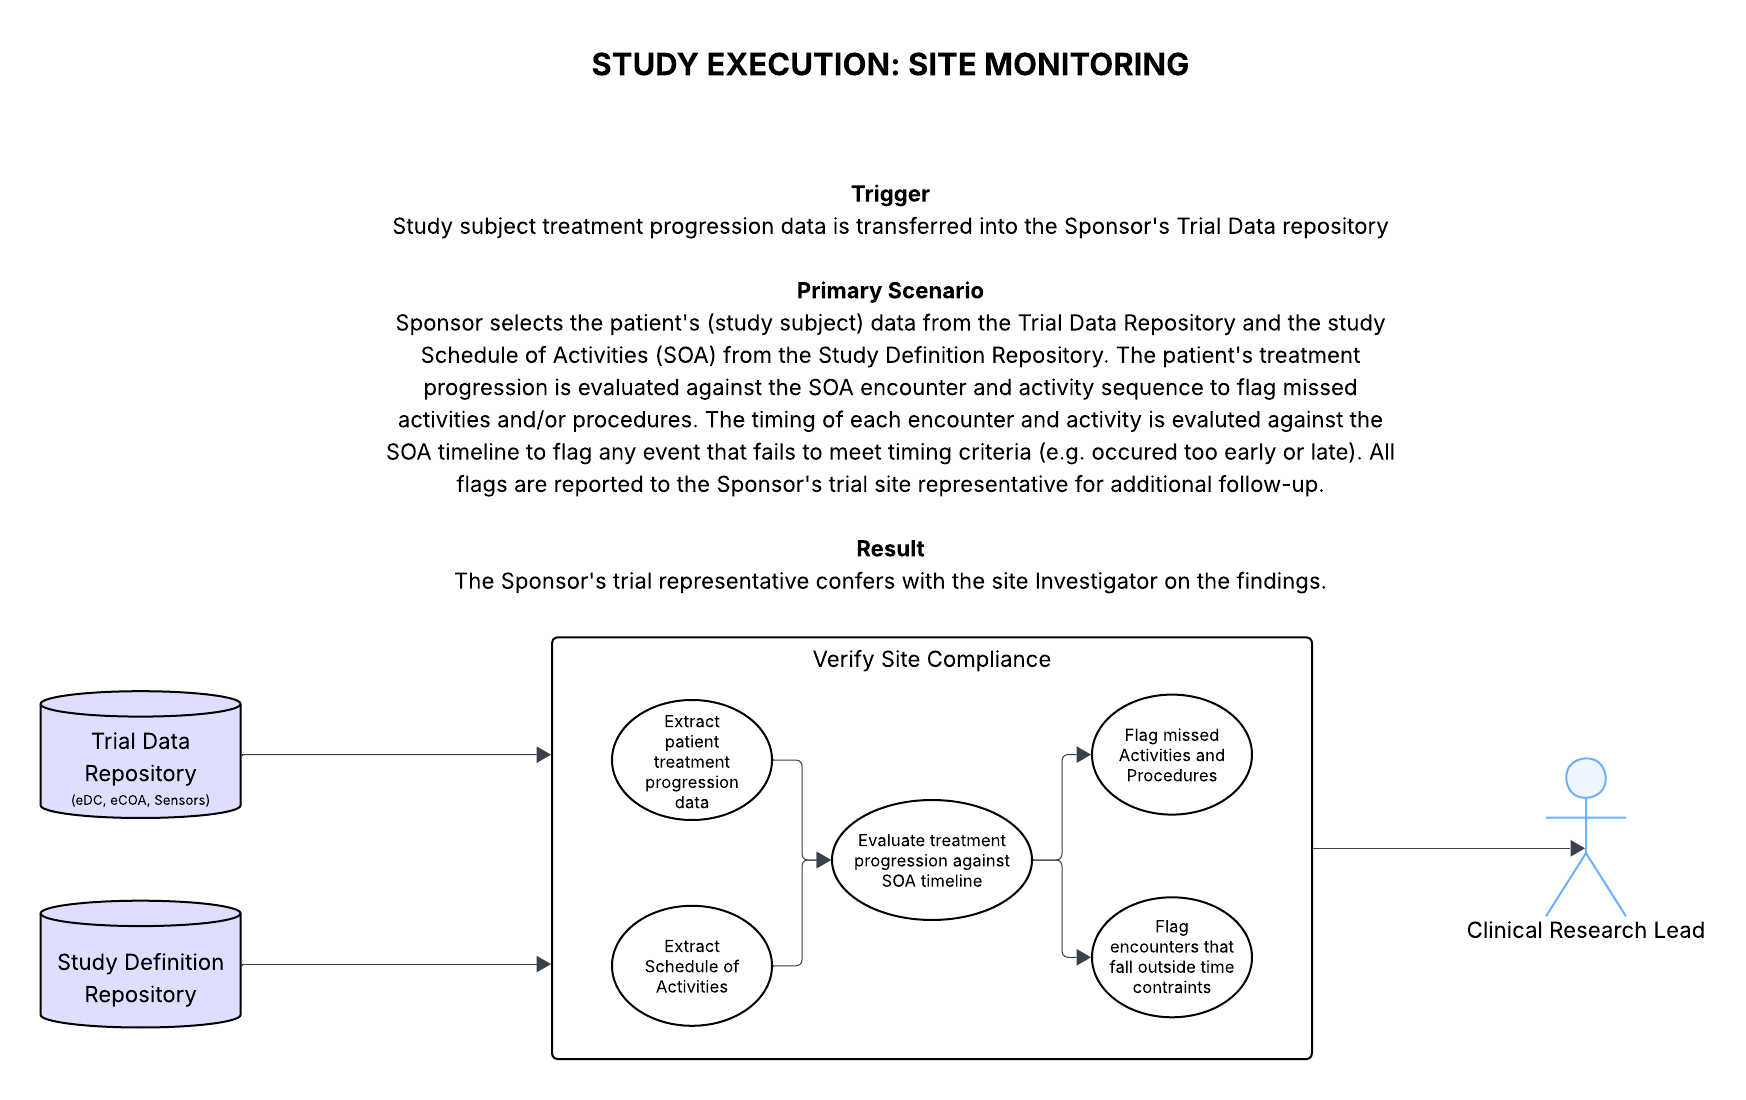 STUDY EXECUTION: SITE MONITORING
Trigger
Study subject treatment progression data is transferred into the Sponsor's Trial Data repository
Primary Scenario
Sponsor selects the patient's (study subject) data from the Trial Data Repository and the study
Schedule of Activities (SOA) from the Study Definition Repository. The patient's treatment
progression is evaluated against the SOA encounter and activity sequence to flag missed
activities and/or procedures. The timing of each encounter and activity is evaluted against the
SOA timeline to flag any event that fails to meet timing criteria (e.g. occured too early or late). All
flags are reported to the Sponsor's trial site representative for additional follow-up.
Result
The Sponsor's trial representative confers with the site Investigator on the findings.
Trial Data
Repository
(eDC, eCOA, Sensors)
Study Definition
Repository
Verify Site Compliance
Extract
patient
treatment
progression
data
Extract
Schedule of
Activities
Evaluate treatment
progression against
SOA timeline
Flag missed
Activities and
Procedures
Flag
encounters that
fall outside time
contraints
Clinical Research Lead